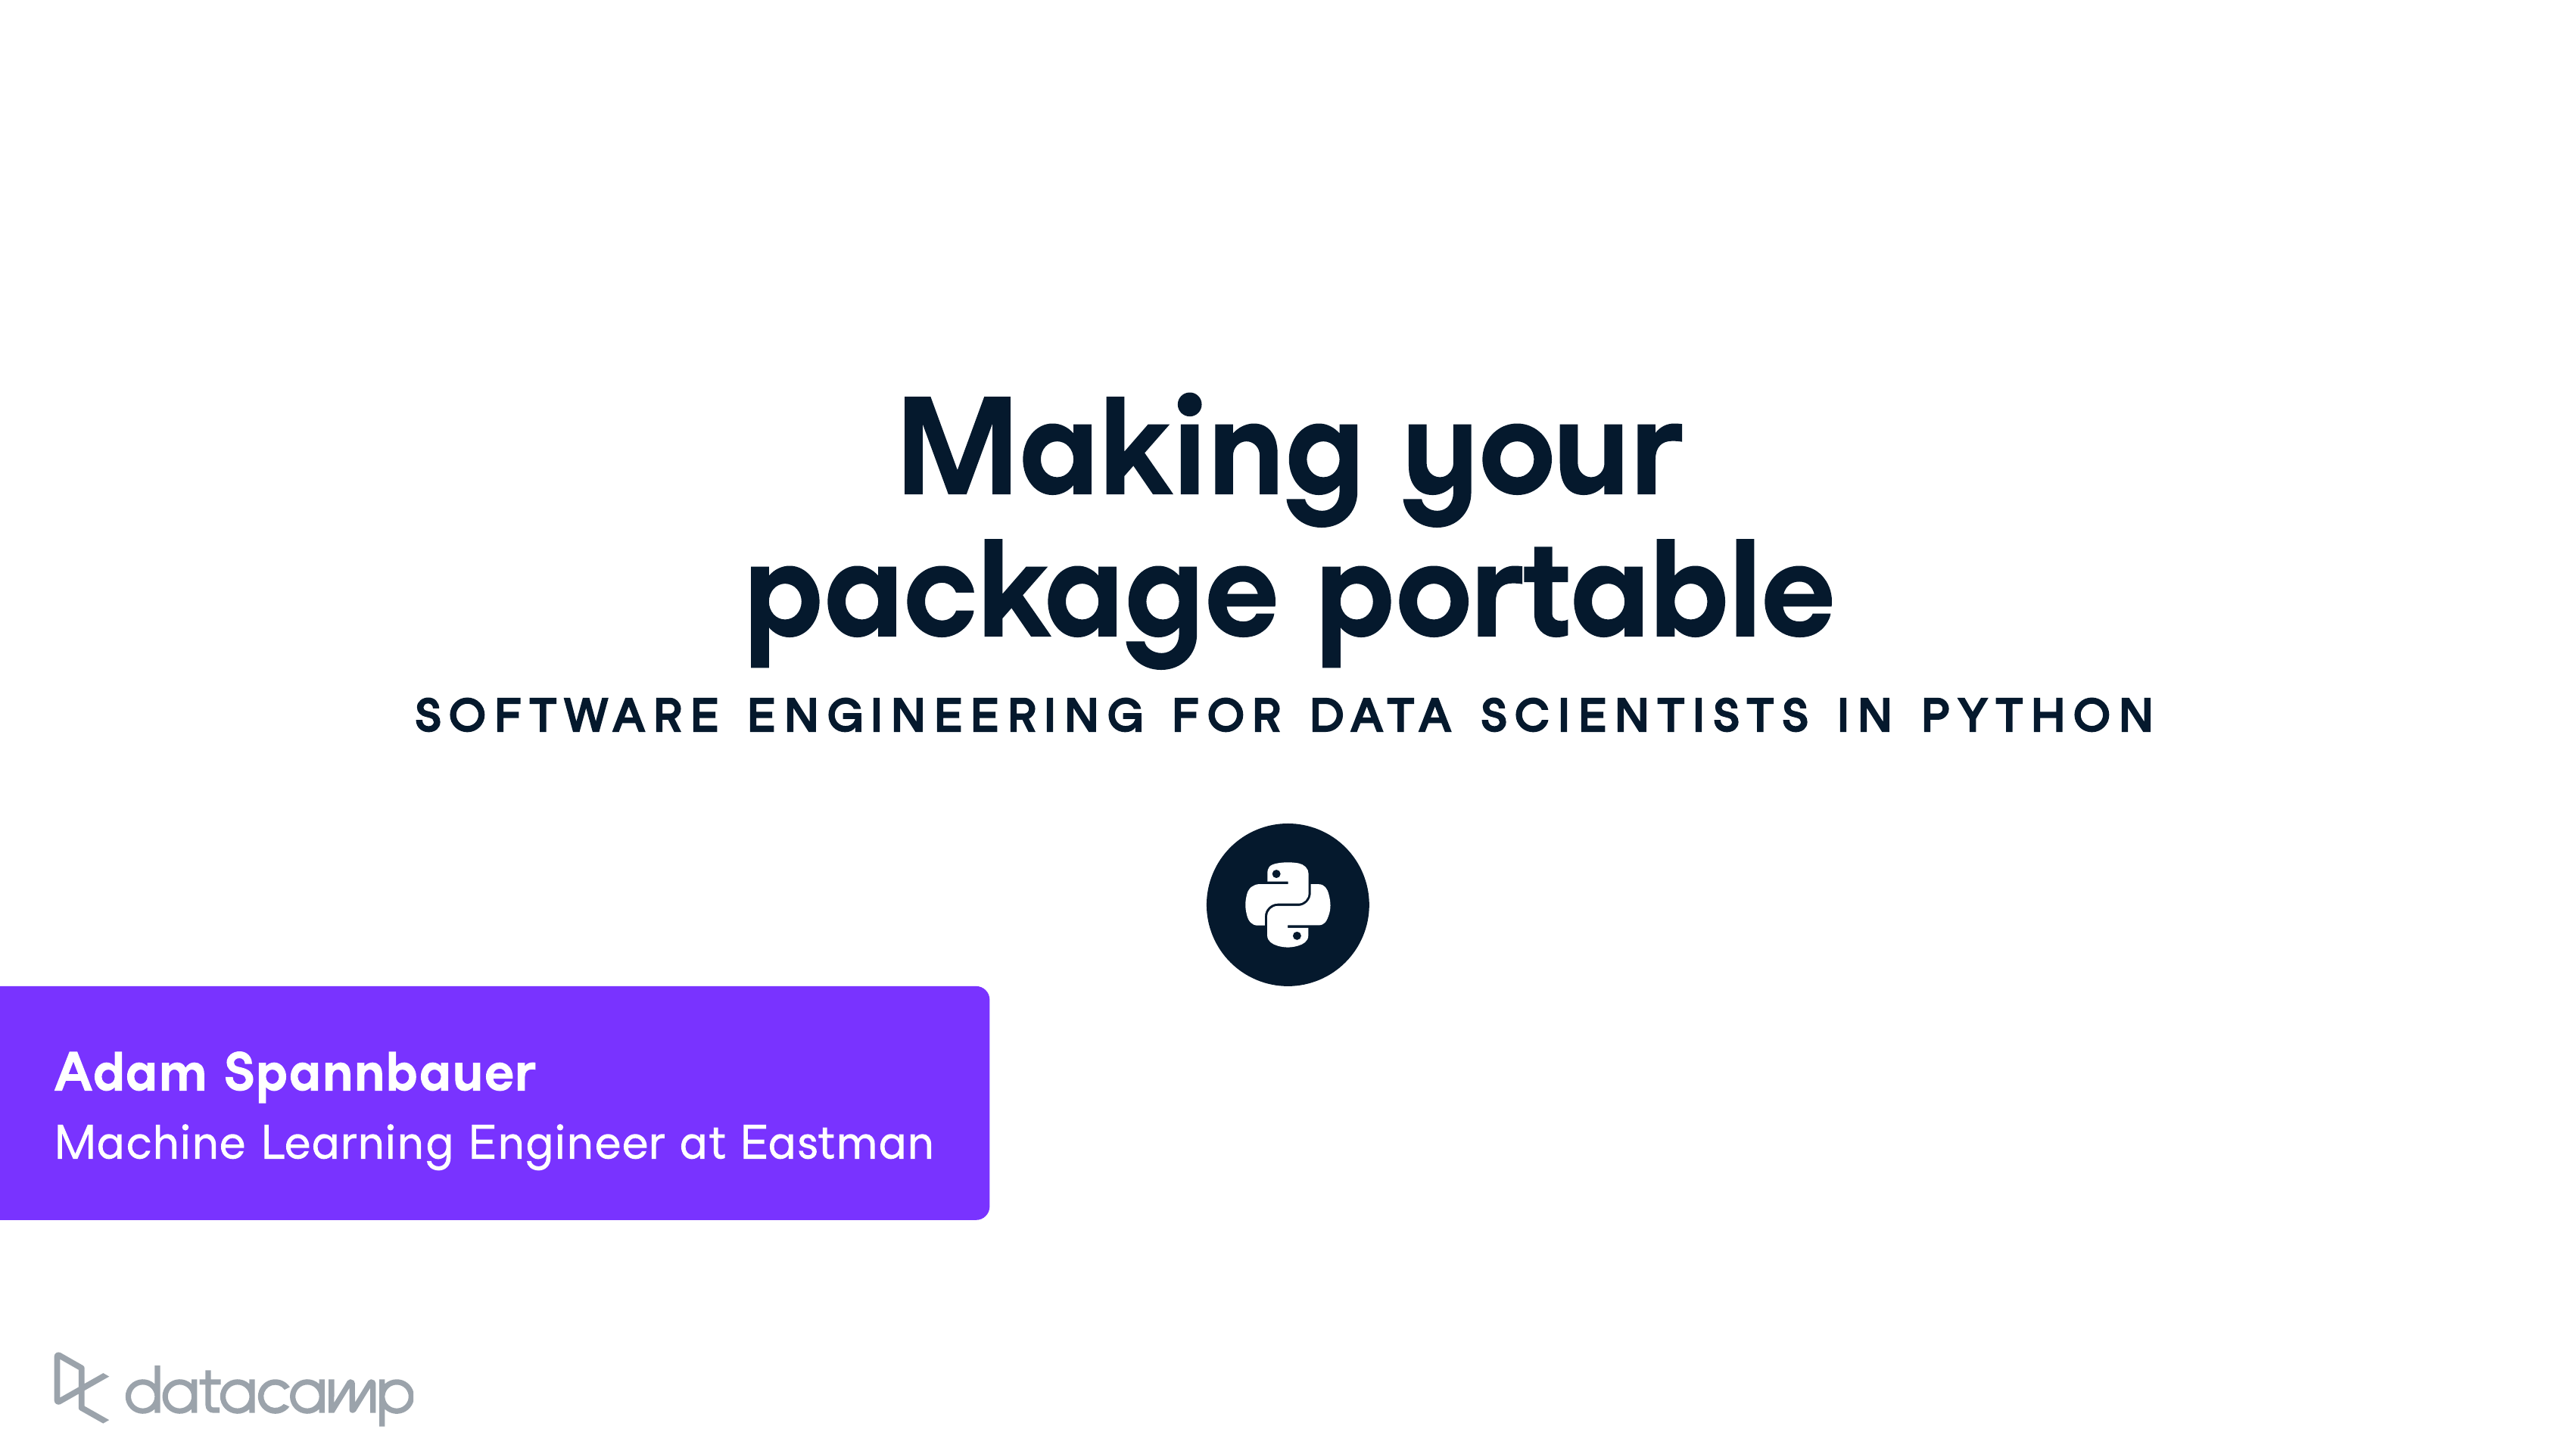 Making your
package portable
SOFTWARE ENGINEERING FOR DATA SCIENTISTS IN PYTHON
Adam Spannbauer
Machine Learning Engineer at Eastman
datacamp